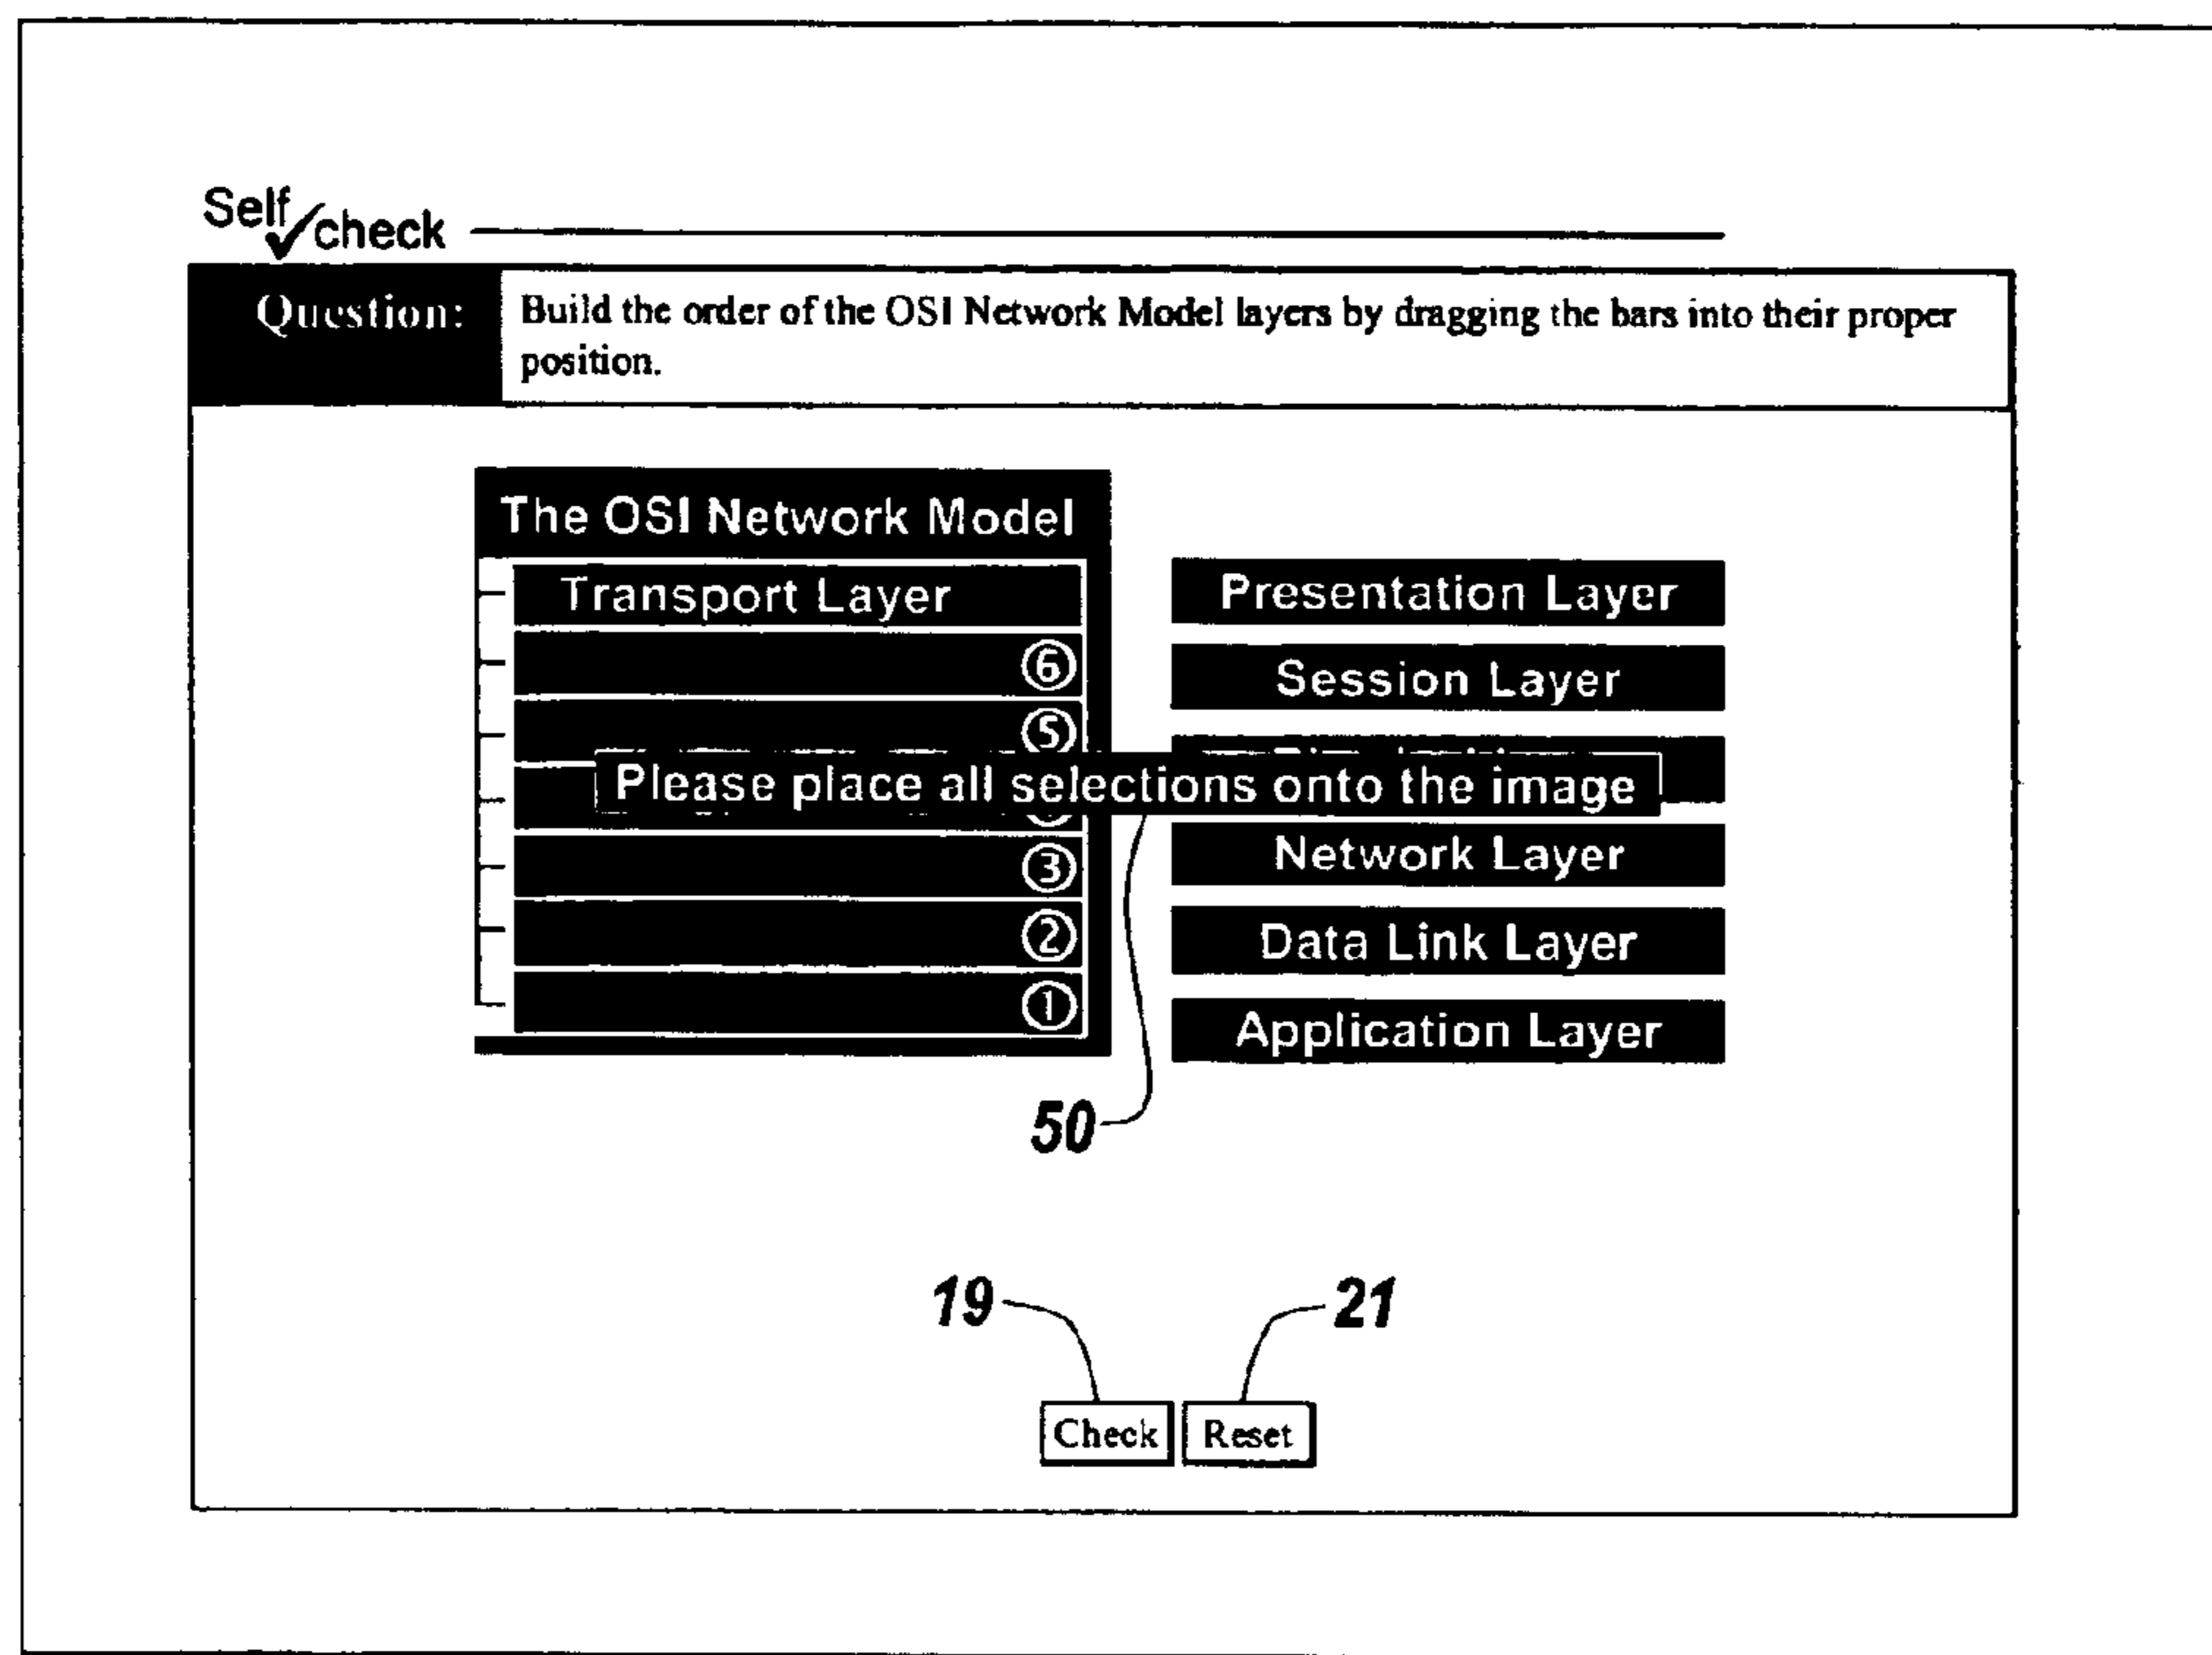 Self check
Question:
Build the order of the OSI Network Model layers by dragging the bars into their proper
position.
The OSI Network Model
Transport Layer
6
5
3
2
1
Presentation Layer
Session Layer
Please place all selections onto the image
Network Layer
Data Link Layer
Application Layer
50
19
21
Check
Reset